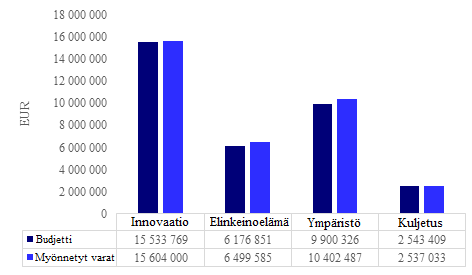 18 000 000
16 000 000
14 000 000
12 000 000
10 000 000
8 000 000
6 000 000
4 000 000
2 000 000
0
EUR
Innovaatio Elinkeinoelämä Ympäristö Kuljetus
Budjetti 15 533 769 6 176 851 9 900 326 2 543 409
Myönnetyt varat 15 604 000 6 499 585 10 402 487 2 537 033